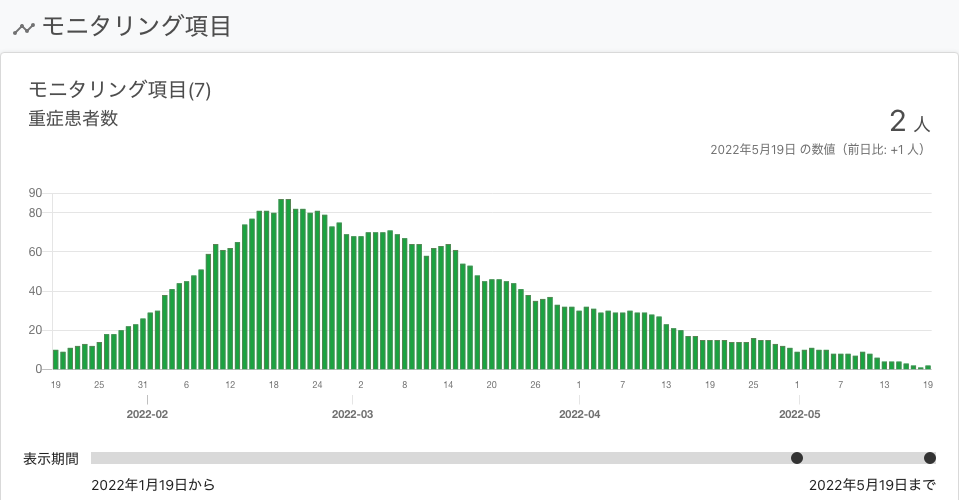 モニタリング項目
モニタリング項目(7)
重症患者数
2 人
2022年5月19日 の数値（前日比: +1 人）
90
80
60
40
20
0
19 25 31 6 12 18 24 2 8 14 20 26 1 7 13 19 25 1 7 13 19
2022-02 2022-03 2022-04 2022-05
表示期間
2022年1月19日から 2022年5月19日まで